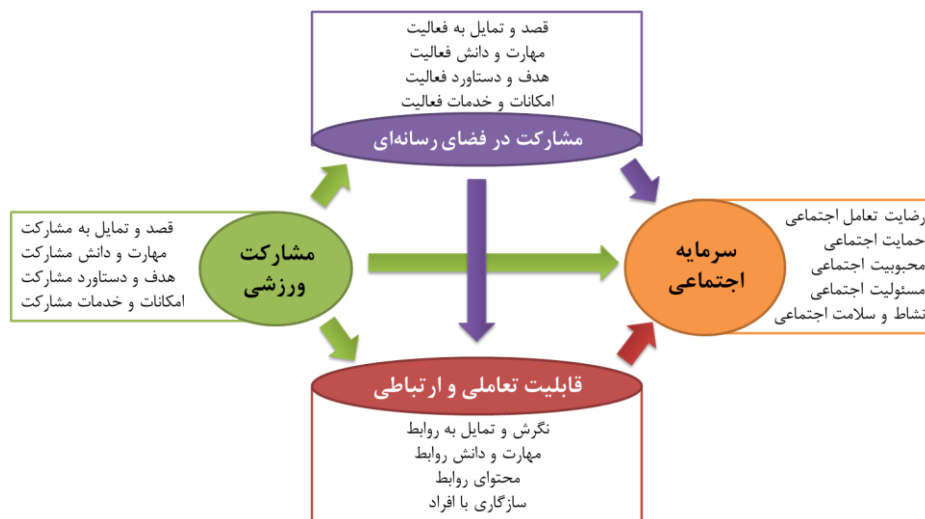 قصد و تمایل به فعالیت
مهارت و دانش فعالیت
هدف و دستاورد فعالیت
امکانات و خدمات فعالیت
مشارکت در فضای رسانه‌ای
رضایت تعامل اجتماعی
حمایت اجتماعی
محبوبیت اجتماعی
مسئولیت اجتماعی
نشاط و سلامت اجتماعی
سرمایه
اجتماعی
مشارکت
ورزشی
قصد و تمایل به مشارکت
مهارت و دانش مشارکت
هدف و دستاورد مشارکت
امکانات و خدمات مشارکت
قابلیت تعاملی و ارتباطی
نگرش و تمایل به روابط
مهارت و دانش روابط
محتوای روابط
سازگاری با افراد